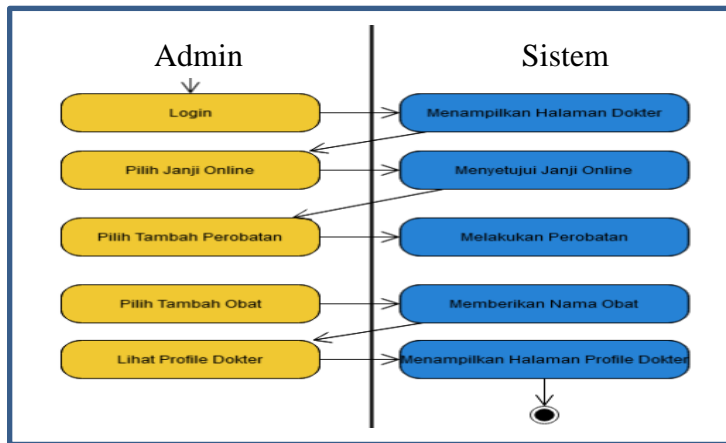 Admin
Sistem
Login
Menampilkan Halaman Dokter
Pilih Janji Online
Menyetujui Janji Online
Pilih Tambah Perobatan
Melakukan Perobatan
Pilih Tambah Obat
Memberikan Nama Obat
Lihat Profile Dokter
Menampilkan Halaman Profile Dokter